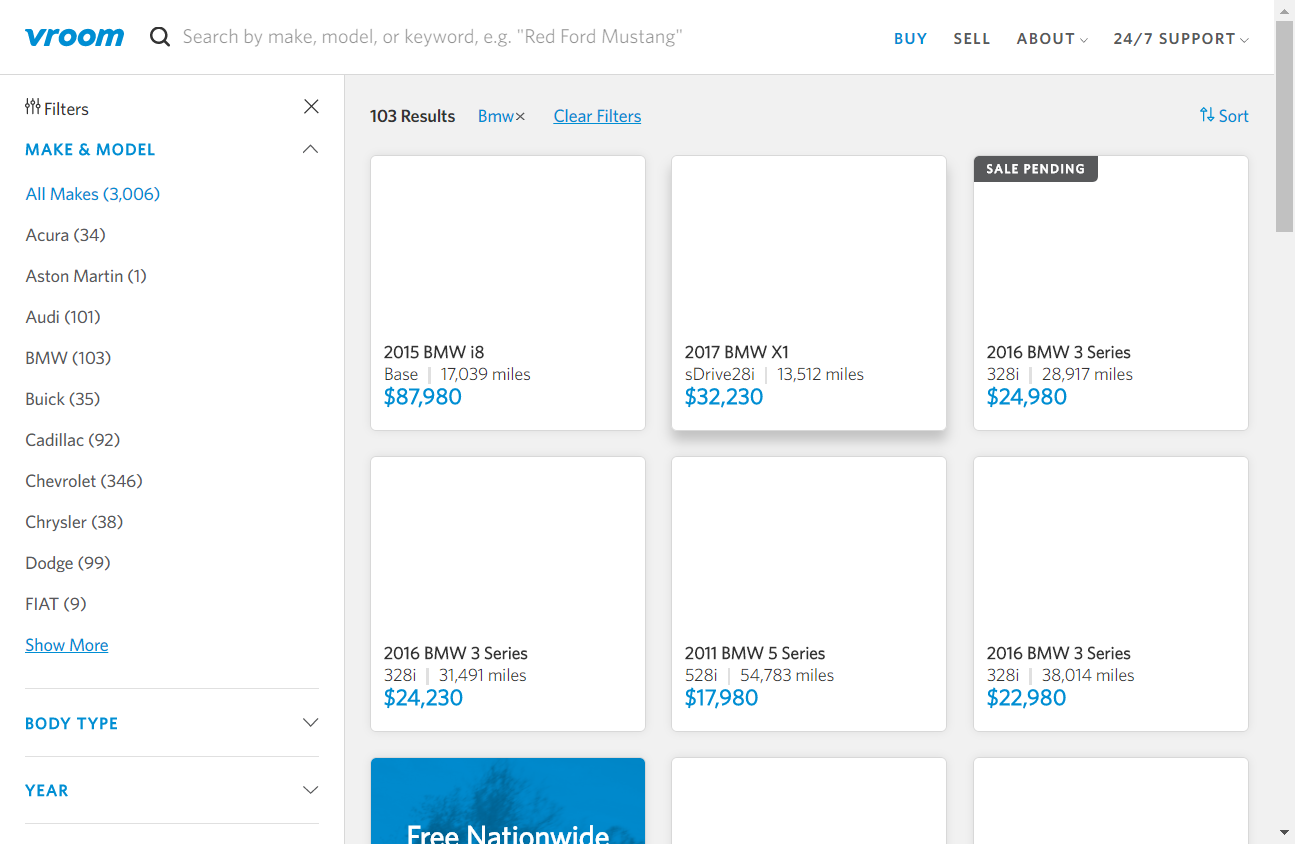 vroom
Search by make, model, or keyword, e.g. "Red Ford Mustang"
BUY
SELL
ABOUT
24/7 SUPPORT
Filters
MAKE & MODEL
All Makes (3,006)
Acura (34)
Aston Martin (1)
Audi (101)
BMW (103)
Buick (35)
Cadillac (92)
Chevrolet (346)
Chrysler (38)
Dodge (99)
FIAT (9)
Show More
BODY TYPE
YEAR
103 Results
Bmw×
Clear Filters
Sort
2015 BMW i8
Base | 17,039 miles
$87,980
2017 BMW X1
sDrive28i | 13,512 miles
$32,230
SALE PENDING
2016 BMW 3 Series
328i | 28,917 miles
$24,980
2016 BMW 3 Series
328i | 31,491 miles
$24,230
2011 BMW 5 Series
528i | 54,783 miles
$17,980
2016 BMW 3 Series
328i | 38,014 miles
$22,980
Free Nationwide